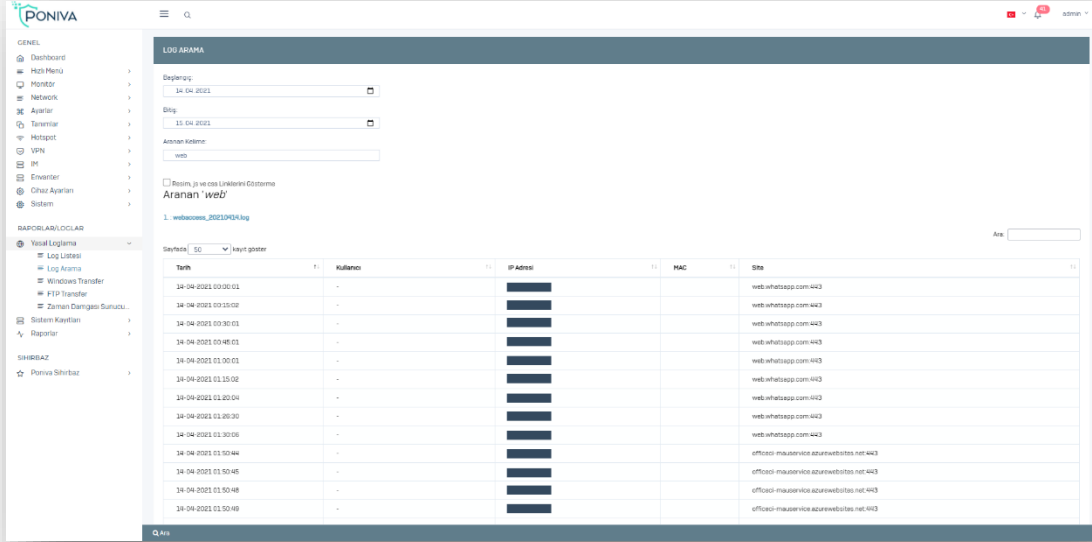 PONIVA
41
admin
GENEL
Dashboard
Hızlı Menü
Monitör
Network
Ayarlar
Tanımlar
Hotspot
VPN
IM
Envanter
Cihaz Ayarları
Sistem
RAPORLAR/LOGLAR
Yasal Loglama
Log Listesi
Log Arama
Windows Transfer
FTP Transfer
Zaman Damgası Sunucu...
Sistem Kayıtları
Raporlar
SİHİRBAZ
Poniva Sihirbaz
LOG ARAMA
Başlangıç:
14.04.2021
Bitiş:
15.04.2021
Aranan Kelime:
web
Resim, js ve css Linklerini Gösterme
Aranan 'web'
1. : webaccess_20210414.log
Ara:
Sayfada 50 kayıt göster
Tarih Kullanıcı IP Adresi MAC Site
14-04-2021 00:00:01 - web.whatsapp.com:443
14-04-2021 00:15:02 - web.whatsapp.com:443
14-04-2021 00:30:01 - web.whatsapp.com:443
14-04-2021 00:45:01 - web.whatsapp.com:443
14-04-2021 01:00:01 - web.whatsapp.com:443
14-04-2021 01:15:02 - web.whatsapp.com:443
14-04-2021 01:20:04 - web.whatsapp.com:443
14-04-2021 01:26:30 - web.whatsapp.com:443
14-04-2021 01:30:06 - web.whatsapp.com:443
14-04-2021 01:50:44 - officeci-mauservice.azurewebsites.net:443
14-04-2021 01:50:45 - officeci-mauservice.azurewebsites.net:443
14-04-2021 01:50:48 - officeci-mauservice.azurewebsites.net:443
14-04-2021 01:50:49 - officeci-mauservice.azurewebsites.net:443
Ara